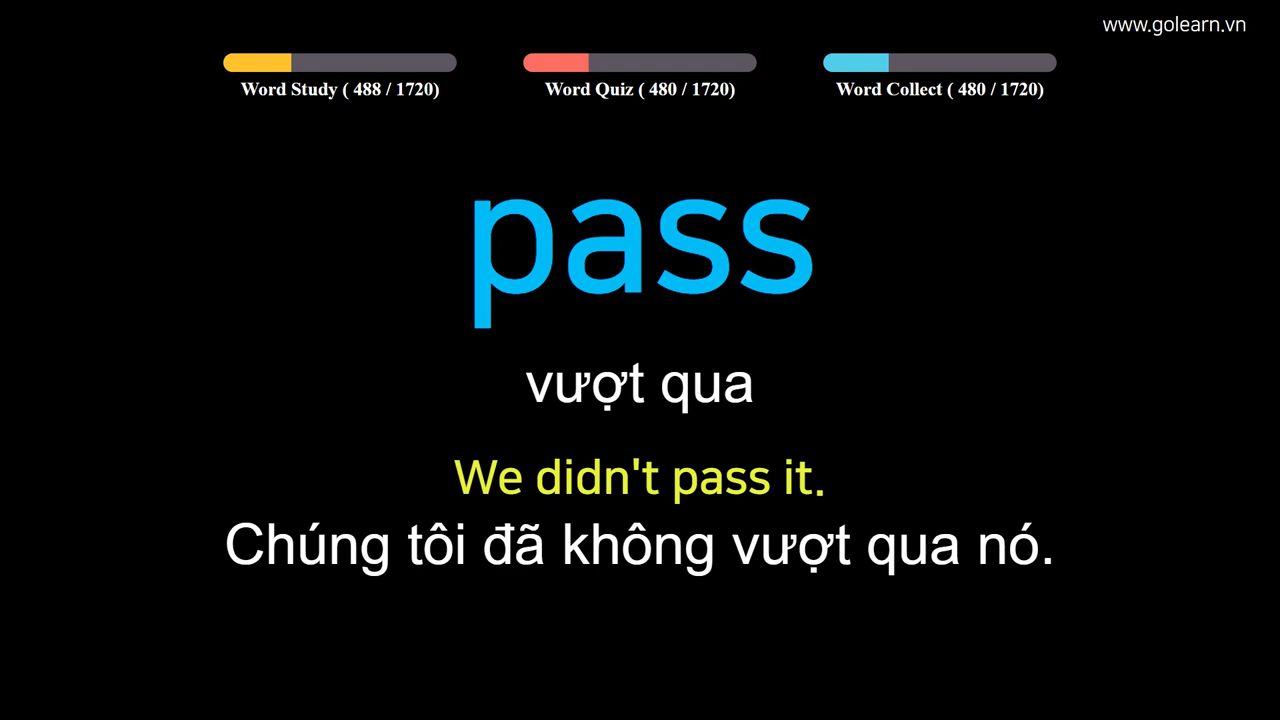 www.golearn.vn
Word Study ( 488 / 1720)
Word Quiz ( 480 / 1720)
Word Collect ( 480 / 1720)
pass
vượt qua
We didn't pass it.
Chúng tôi đã không vượt qua nó.